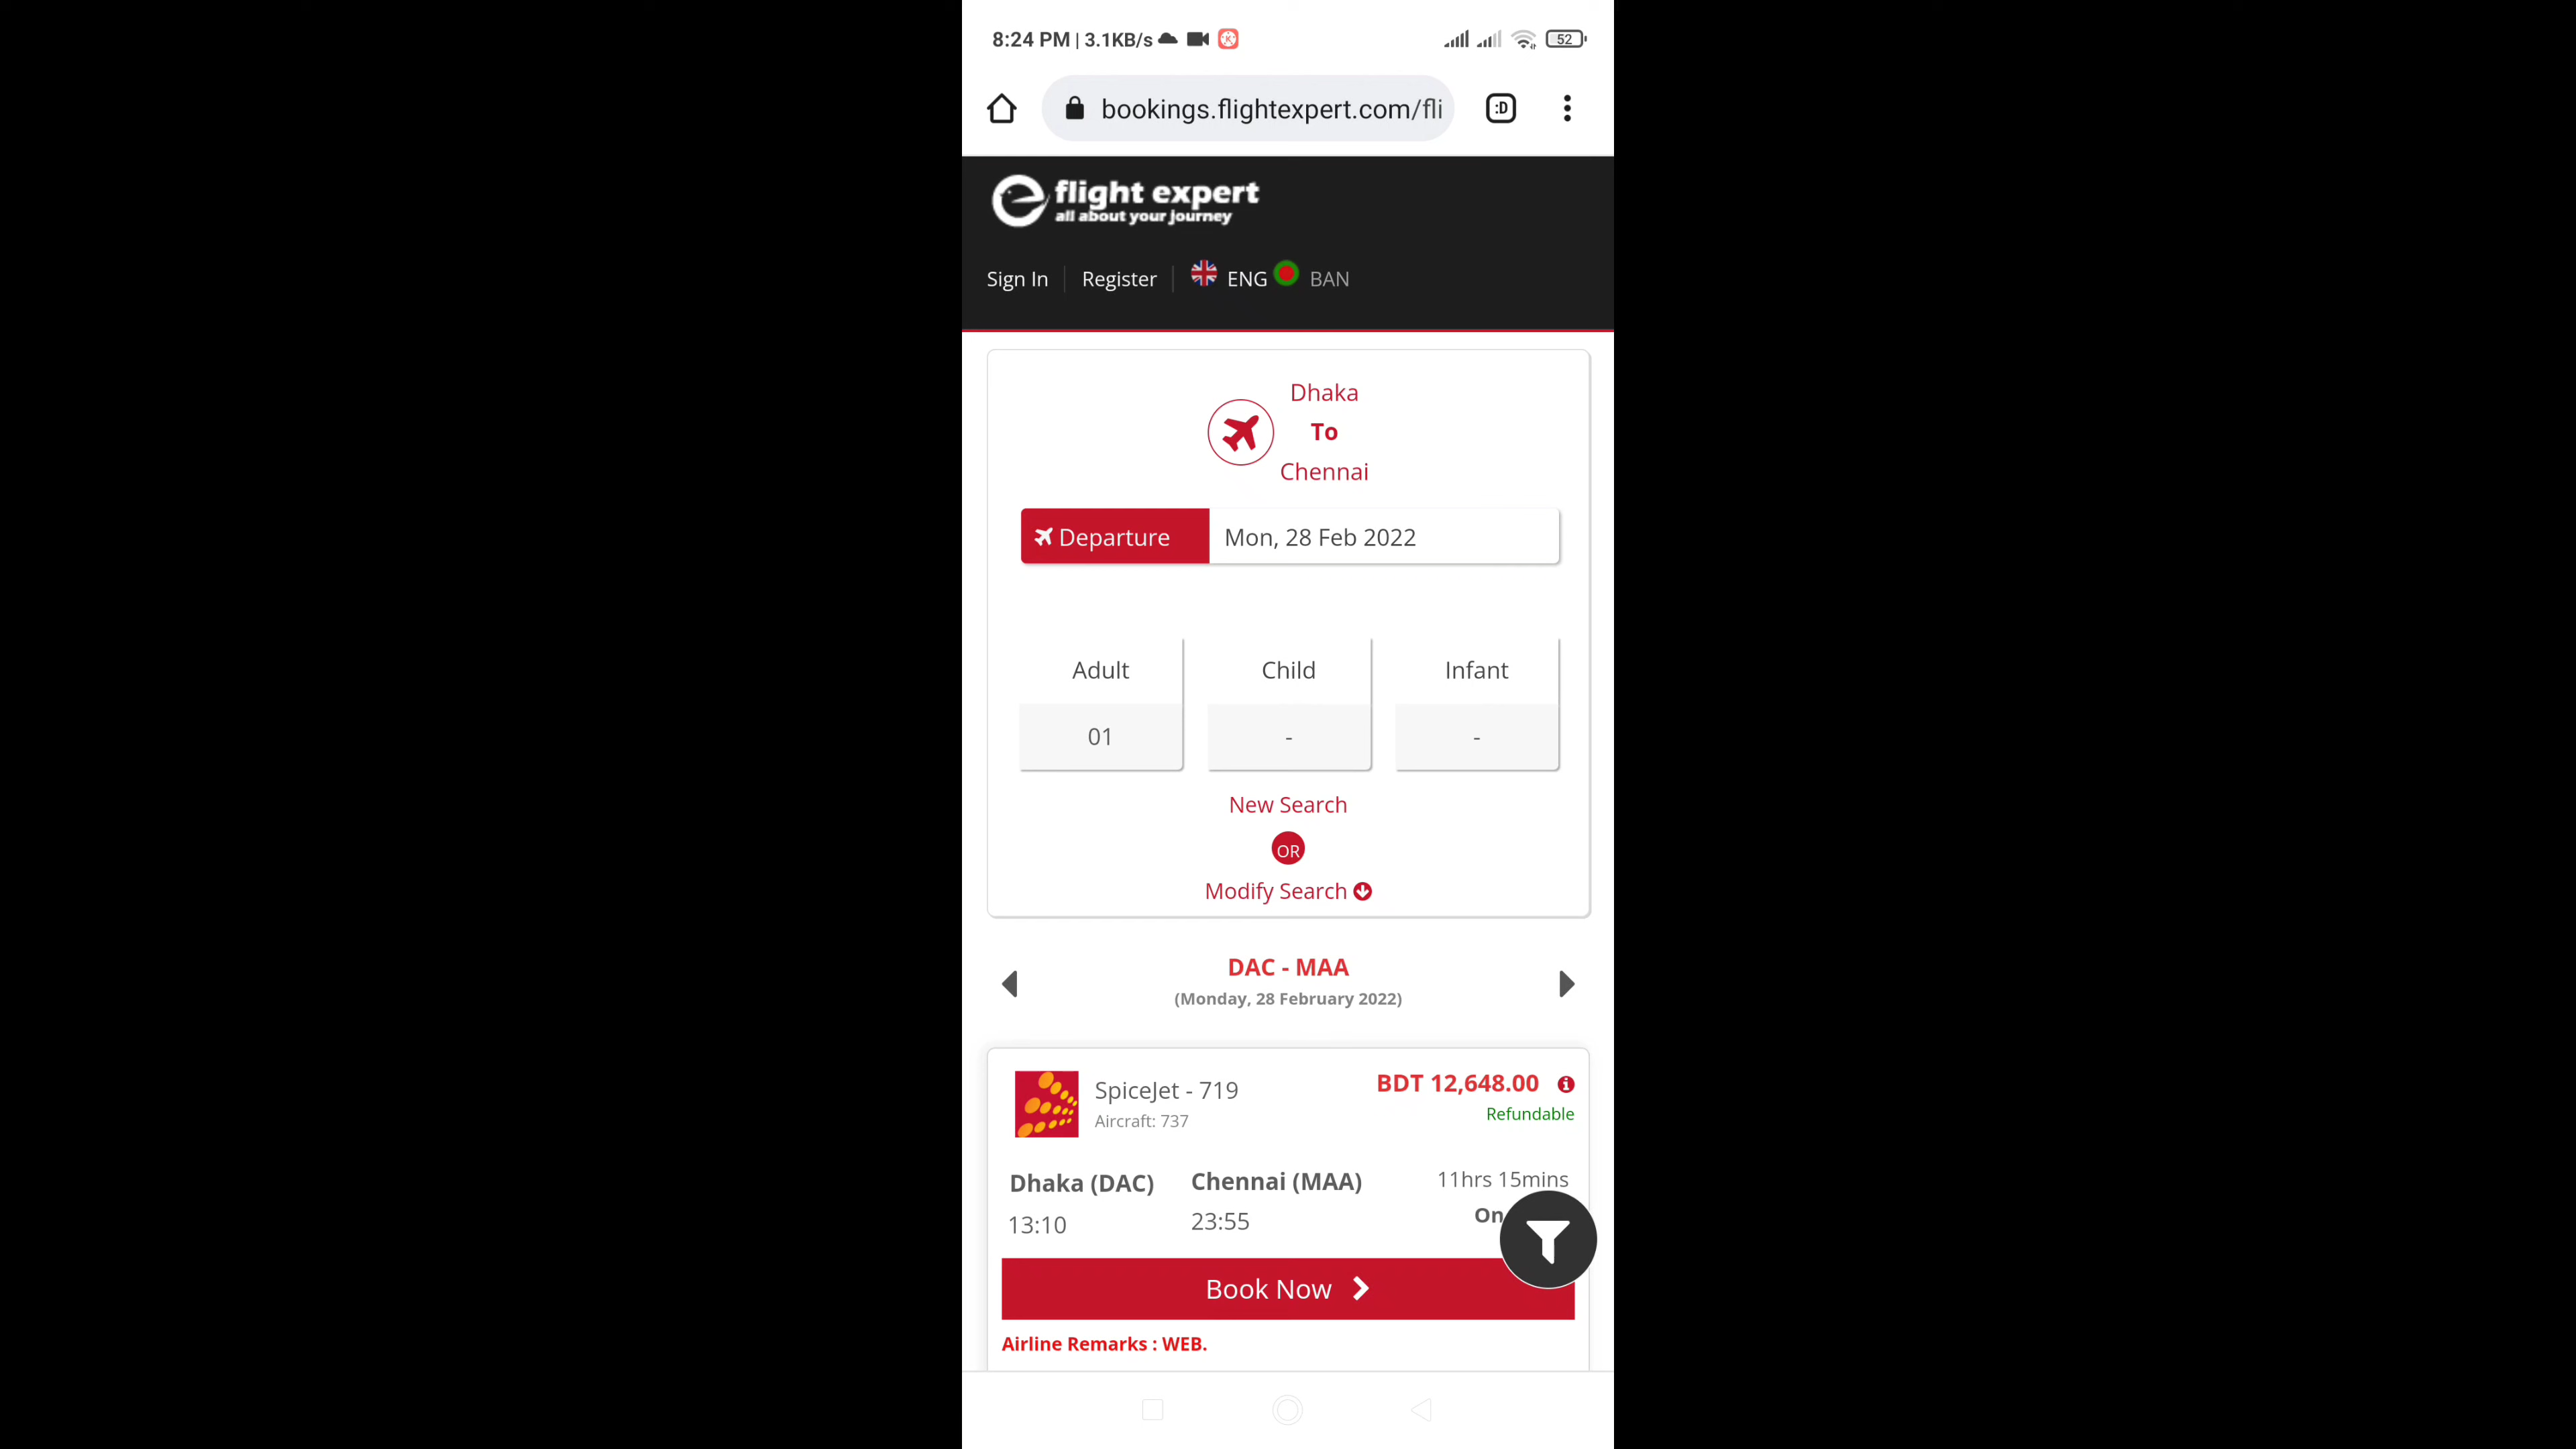 8:24 PM | 3.1KB/s 52
bookings.flightexpert.com/fli :D
flight expert
all about your journey
Sign In Register ENG BAN
Dhaka
To
Chennai
Departure Mon, 28 Feb 2022
Adult Child Infant
01 - -
New Search
OR
Modify Search
DAC - MAA
(Monday, 28 February 2022)
SpiceJet - 719 BDT 12,648.00
Aircraft: 737 Refundable
Dhaka (DAC) Chennai (MAA) 11hrs 15mins
13:10 23:55
Book Now
Airline Remarks : WEB.